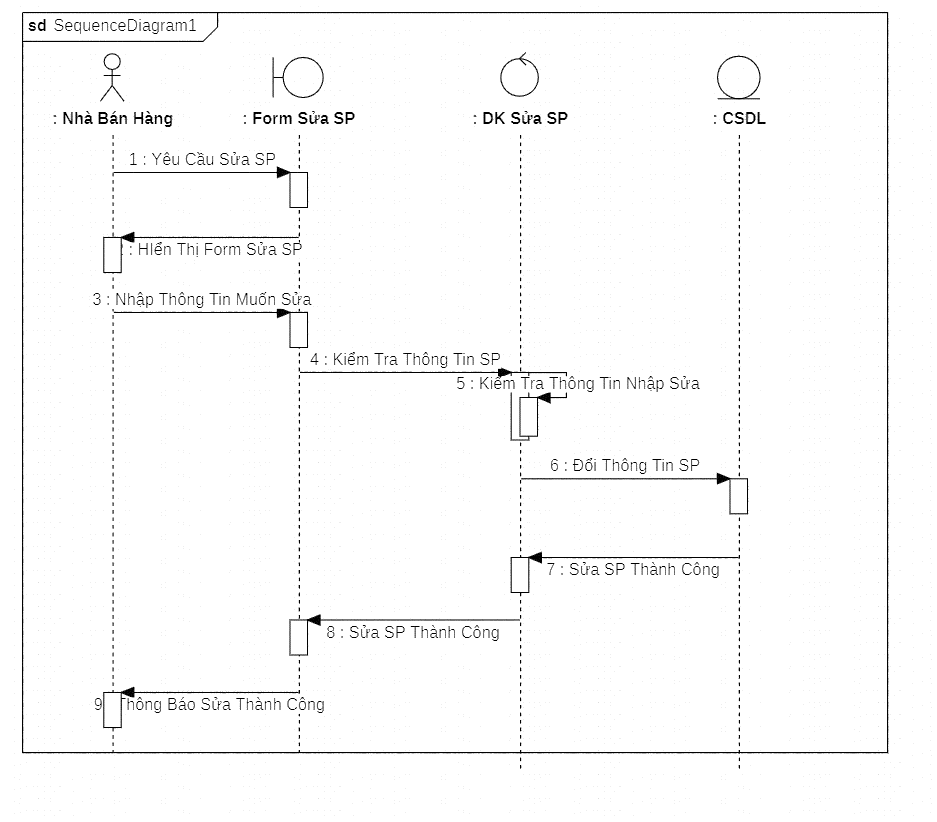 sd SequenceDiagram1
: Nhà Bán Hàng
: Form Sửa SP
: DK Sửa SP
: CSDL
1 : Yêu Cầu Sửa SP
: HIển Thị Form Sửa SP
3 : Nhập Thông Tin Muốn Sửa
4 : Kiểm Tra Thông Tin SP
5 : Kiểm Tra Thông Tin Nhập Sửa
6 : Đổi Thông Tin SP
7 : Sửa SP Thành Công
8 : Sửa SP Thành Công
9 Thông Báo Sửa Thành Công